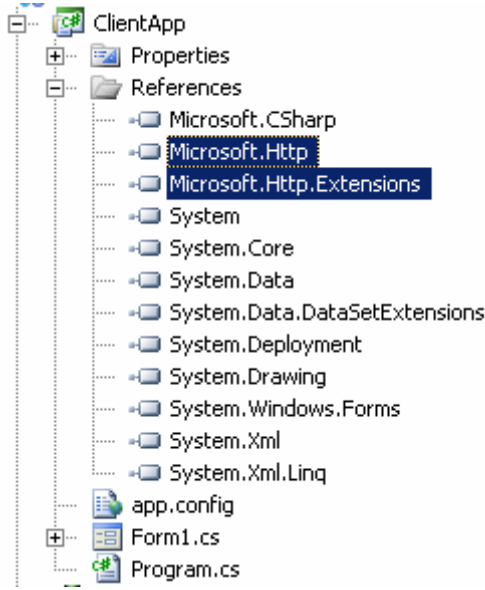 ClientApp
Properties
References
Microsoft.CSharp
Microsoft.Http
Microsoft.Http.Extensions
System
System.Core
System.Data
System.Data.DataSetExtensions
System.Deployment
System.Drawing
System.Windows.Forms
System.Xml
System.Xml.Linq
app.config
Form1.cs
Program.cs